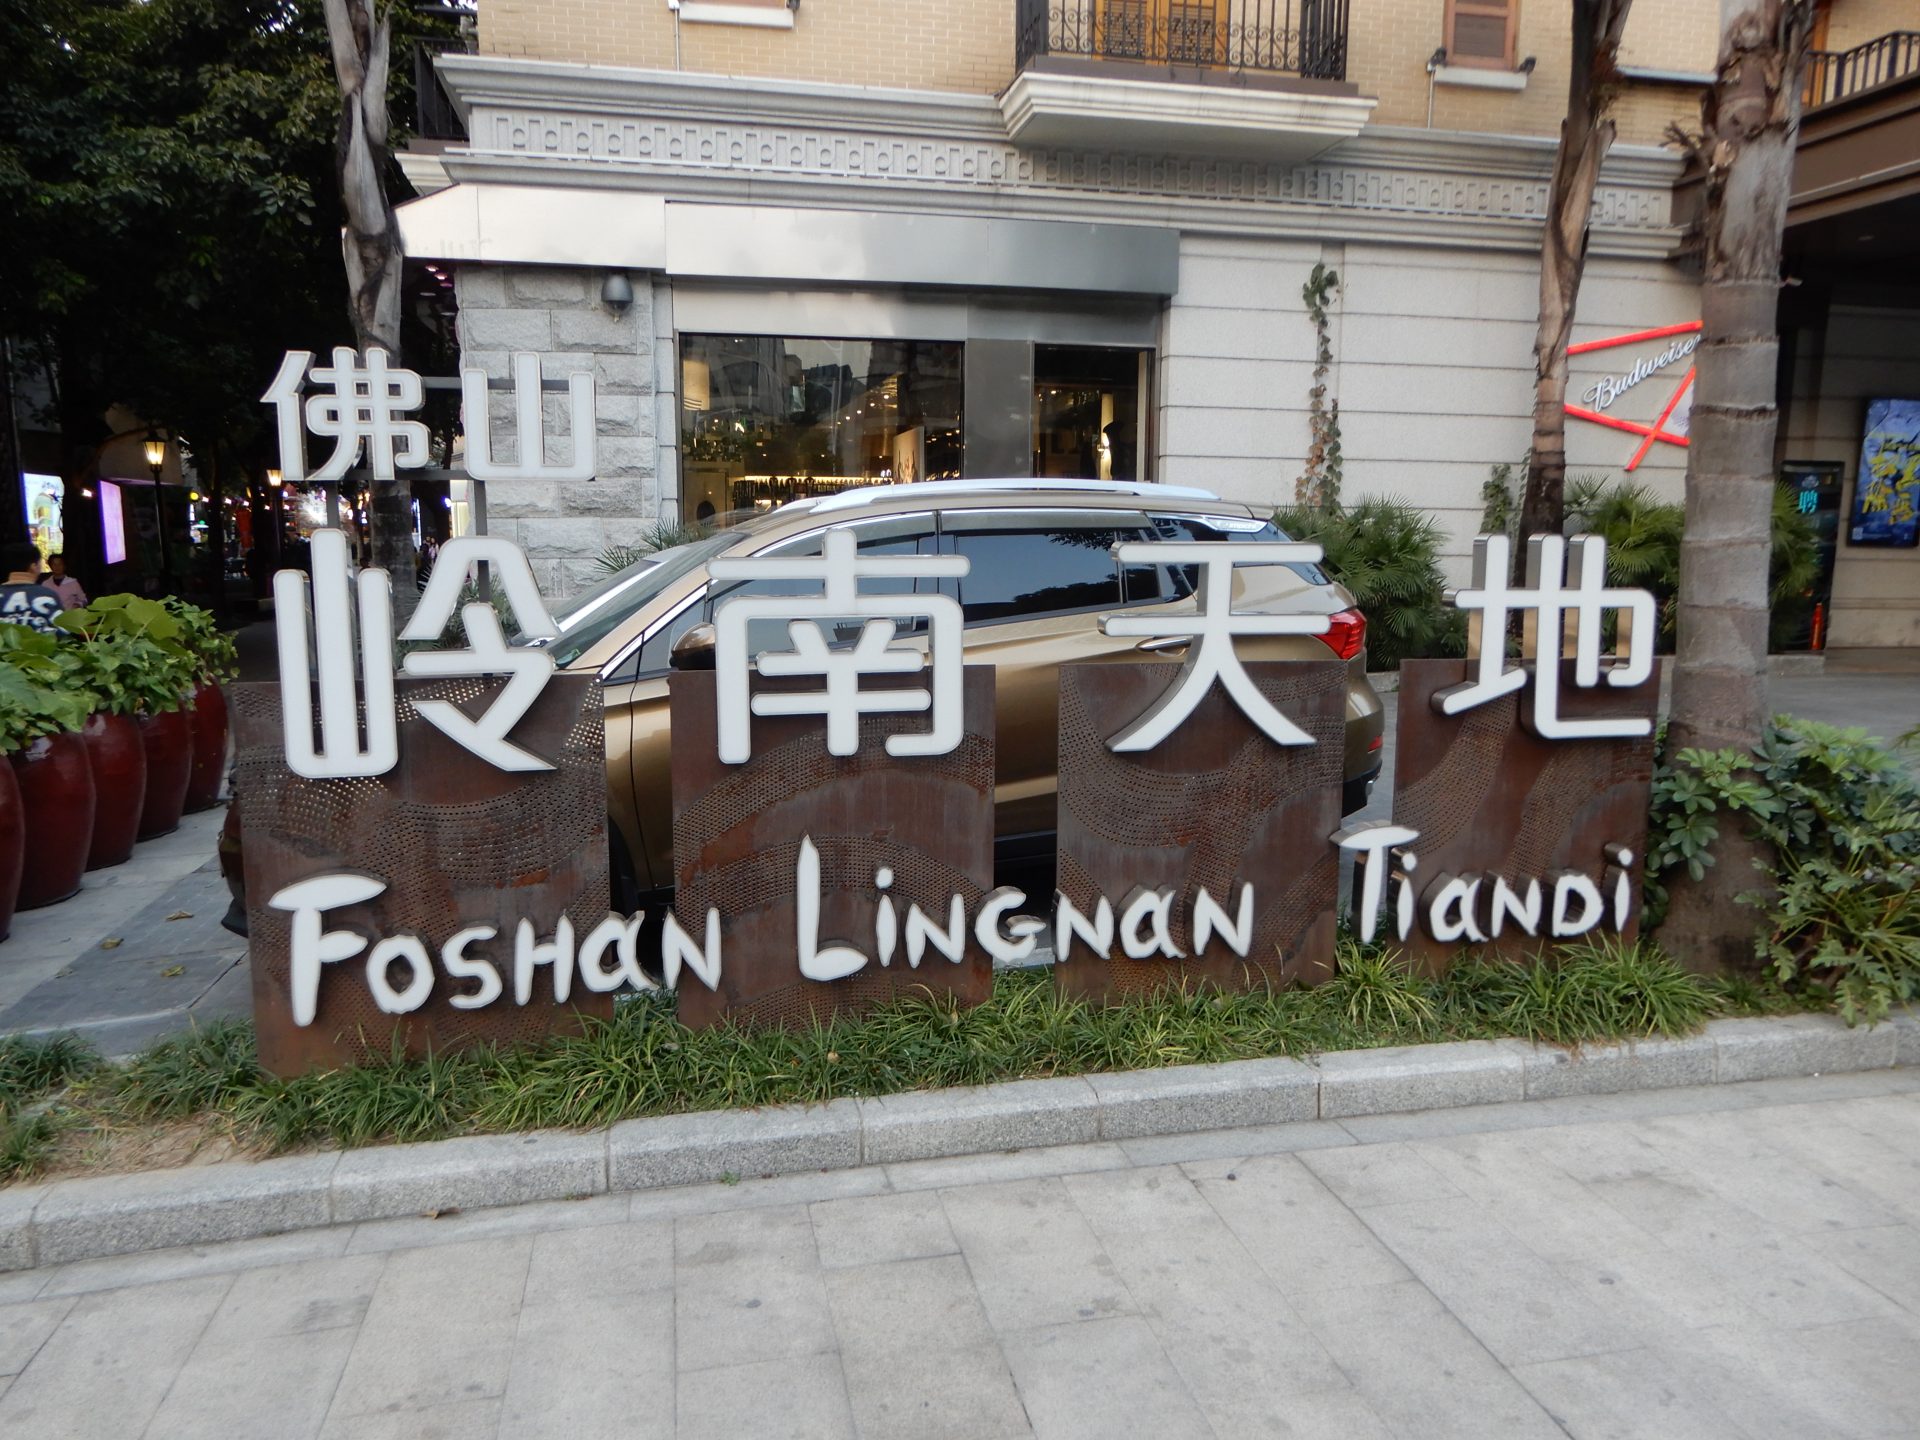 佛山
岭南天地
Foshan Lingnan Tiandi
Budweiser